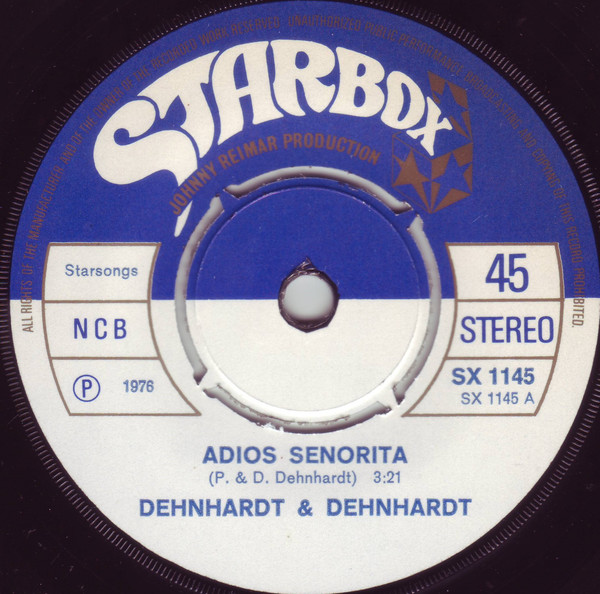 ALL RIGHTS OF THE MANUFACTURER AND OF THE OWNER OF THE RECORDED WORK RESERVED. UNAUTHORIZED PUBLIC PERFORMANCE, BROADCASTING AND COPYING OF THIS RECORD PROHIBITED.
STARBOX
JOHNNY REIMAR PRODUCTION
Starsongs
NCB
P 1976
45
STEREO
SX 1145
SX 1145 A
ADIOS SENORITA
(P. & D. Dehnhardt) 3:21
DEHNHARDT & DEHNHARDT